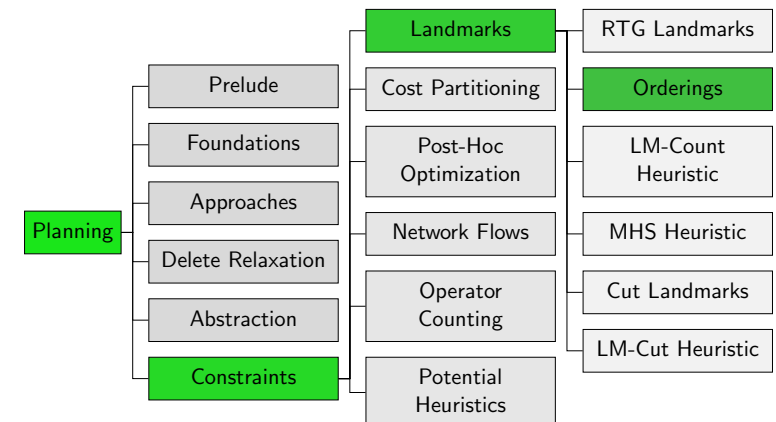 Planning
Prelude
Foundations
Approaches
Delete Relaxation
Abstraction
Constraints
Landmarks
Cost Partitioning
Post-Hoc
Optimization
Network Flows
Operator
Counting
Potential
Heuristics
RTG Landmarks
Orderings
LM-Count
Heuristic
MHS Heuristic
Cut Landmarks
LM-Cut Heuristic